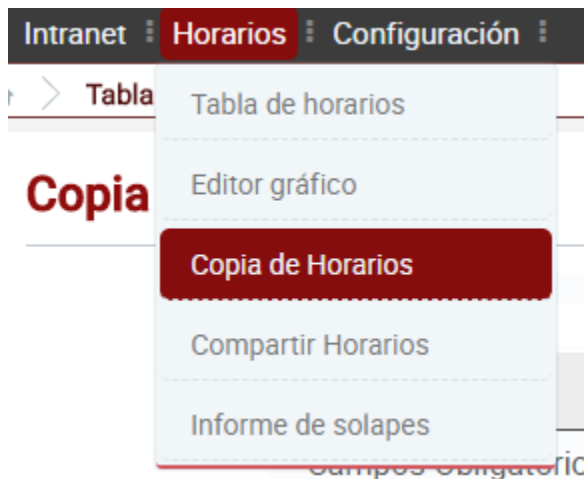 Intranet Horarios Configuración
Tabla
Tabla de horarios
Copia
Editor gráfico
Copia de Horarios
Compartir Horarios
Informe de solapes